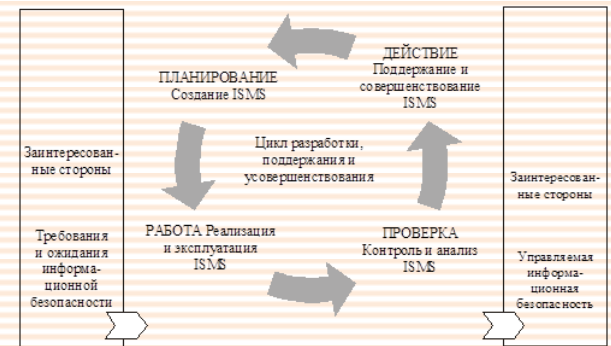 Заинтересован-
ные стороны
Требования
и ожидания
информа-
ционной
безопасности
ПЛАНИРОВАНИЕ
Создание ISMS
ДЕЙСТВИЕ
Поддержание и
совершенствование
ISMS
Цикл разработки,
поддержания и
усовершенствования
РАБОТА Реализация
и эксплуатация
ISMS
ПРОВЕРКА
Контроль и анализ
ISMS
Заинтересован-
ные стороны
Управляемая
информа-
ционная
безопасность